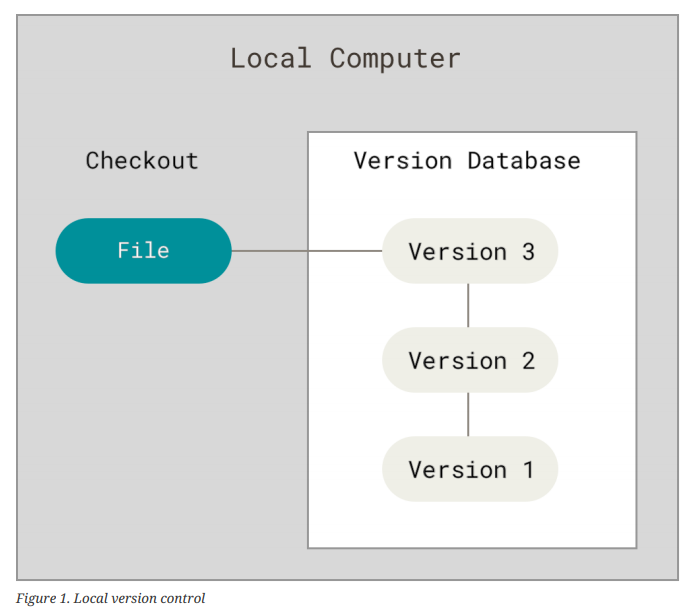 Local Computer
Checkout
Version Database
File
Version 3
Version 2
Version 1
Figure 1. Local version control